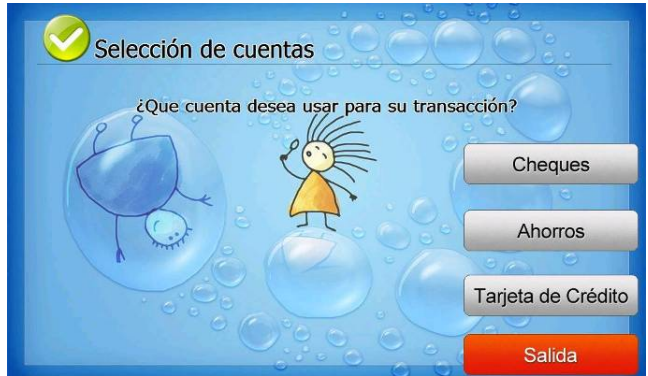 Selección de cuentas
¿Que cuenta desea usar para su transacción?
Cheques
Ahorros
Tarjeta de Crédito
Salida